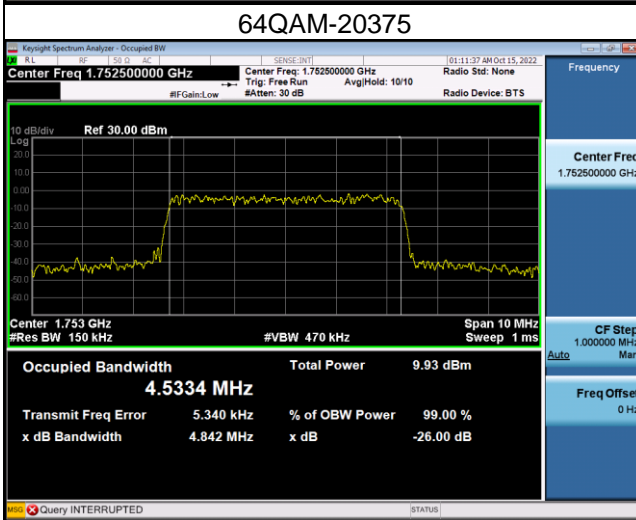 64QAM-20375
Keysight Spectrum Analyzer - Occupied BW
RL RF 50 Ω AC SENSE:INT 01:11:37 AM Oct 15, 2022
Center Freq 1.752500000 GHz Center Freq: 1.752500000 GHz Radio Std: None Frequency
Trig: Free Run Avg|Hold: 10/10
#IFGain:Low #Atten: 30 dB Radio Device: BTS
10 dB/div Ref 30.00 dBm
Log
20.0
10.0
0.00
-10.0
-20.0
-30.0
-40.0
-50.0
-60.0
Center Freq
1.752500000 GHz
Center 1.753 GHz Span 10 MHz
#Res BW 150 kHz #VBW 470 kHz Sweep 1 ms
CF Step
1.000000 MHz
Auto Man
Occupied Bandwidth Total Power 9.93 dBm
4.5334 MHz
Freq Offset
0 Hz
Transmit Freq Error 5.340 kHz % of OBW Power 99.00 %
x dB Bandwidth 4.842 MHz x dB -26.00 dB
MSG Query INTERRUPTED STATUS